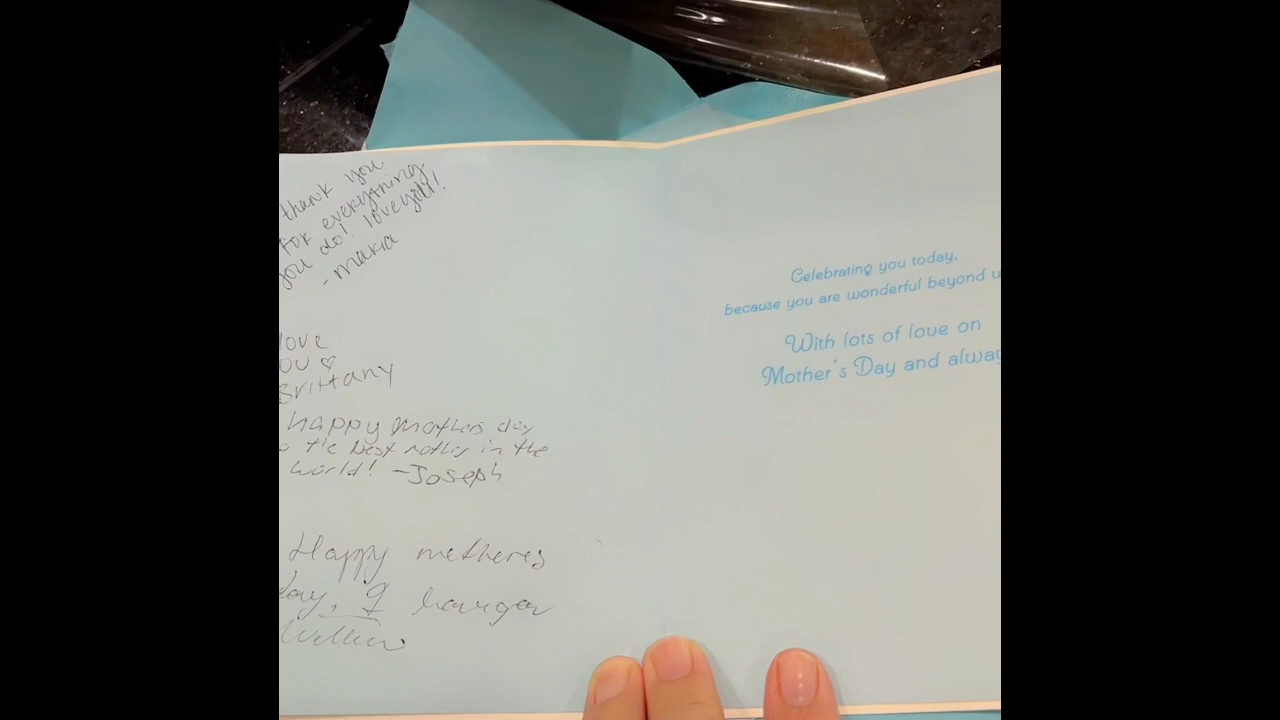 thank you
for everything
you do! love you!
- maria
love
ou ♡
Brittany
happy mothers day
o the best mother in the
world! -Joseph
Happy metheres
day, I
Celebrating you today,
because you are wonderful beyond
With lots of love on
Mother's Day and alway